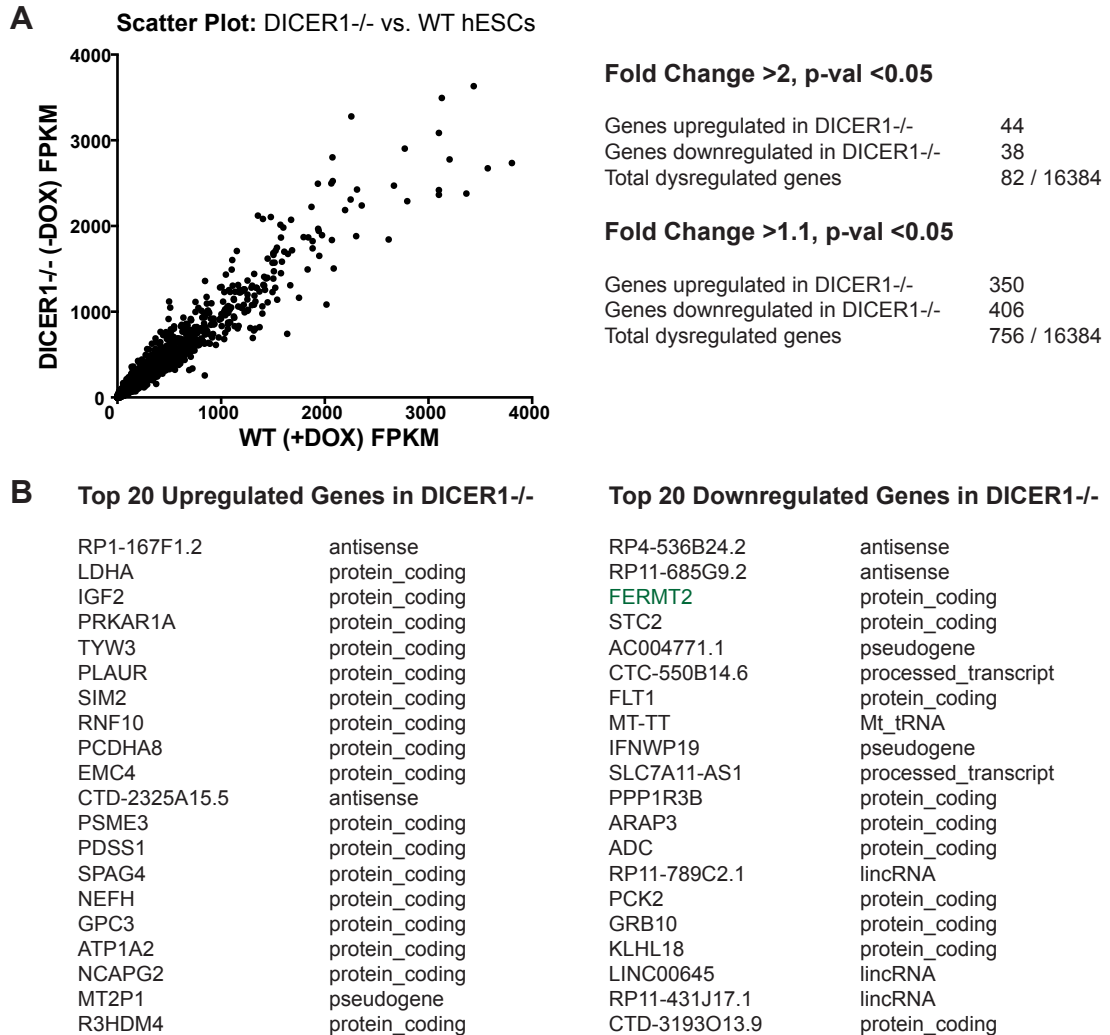 A
Scatter Plot: DICER1-/- vs. WT hESCs
4000
3000
2000
1000
0
0 1000 2000 3000 4000
DICER1-/- (-DOX) FPKM
WT (+DOX) FPKM
Fold Change >2, p-val <0.05
Genes upregulated in DICER1-/- 44
Genes downregulated in DICER1-/- 38
Total dysregulated genes 82 / 16384
Fold Change >1.1, p-val <0.05
Genes upregulated in DICER1-/- 350
Genes downregulated in DICER1-/- 406
Total dysregulated genes 756 / 16384
B
Top 20 Upregulated Genes in DICER1-/-
RP1-167F1.2 antisense
LDHA protein_coding
IGF2 protein_coding
PRKAR1A protein_coding
TYW3 protein_coding
PLAUR protein_coding
SIM2 protein_coding
RNF10 protein_coding
PCDHA8 protein_coding
EMC4 protein_coding
CTD-2325A15.5 antisense
PSME3 protein_coding
PDSS1 protein_coding
SPAG4 protein_coding
NEFH protein_coding
GPC3 protein_coding
ATP1A2 protein_coding
NCAPG2 protein_coding
MT2P1 pseudogene
R3HDM4 protein_coding
Top 20 Downregulated Genes in DICER1-/-
RP4-536B24.2 antisense
RP11-685G9.2 antisense
FERMT2 protein_coding
STC2 protein_coding
AC004771.1 pseudogene
CTC-550B14.6 processed_transcript
FLT1 protein_coding
MT-TT Mt_tRNA
IFNWP19 pseudogene
SLC7A11-AS1 processed_transcript
PPP1R3B protein_coding
ARAP3 protein_coding
ADC protein_coding
RP11-789C2.1 lincRNA
PCK2 protein_coding
GRB10 protein_coding
KLHL18 protein_coding
LINC00645 lincRNA
RP11-431J17.1 lincRNA
CTD-3193O13.9 protein_coding